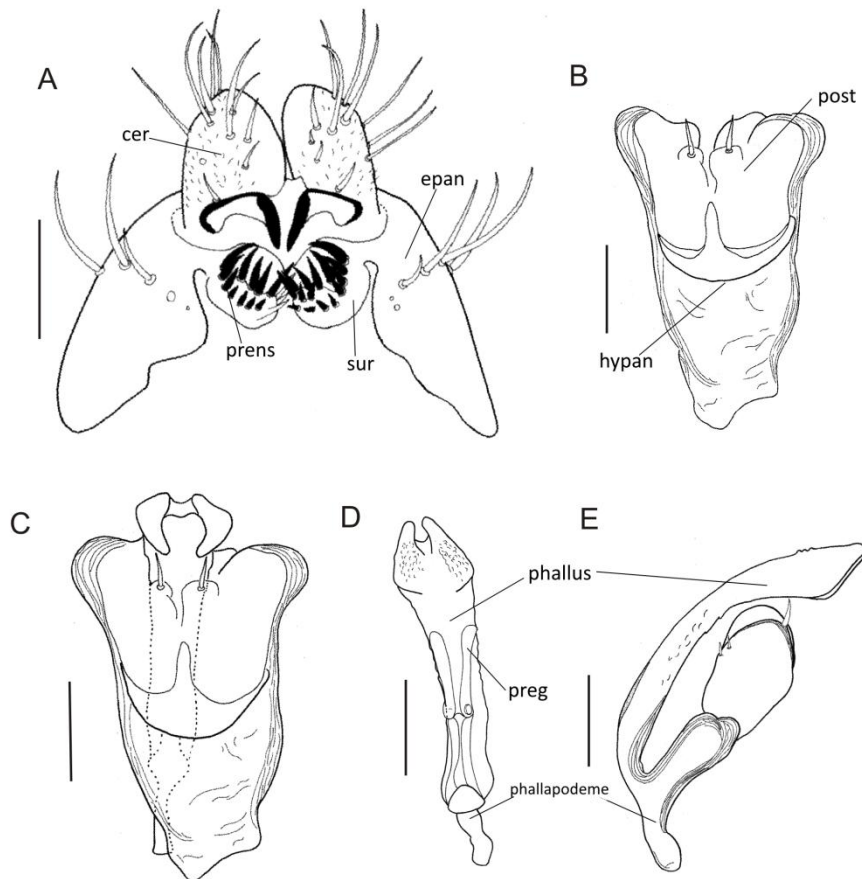 A
cer
epan
prens
sur
B
post
hypan
C
D
phallus
preg
phallapodeme
E